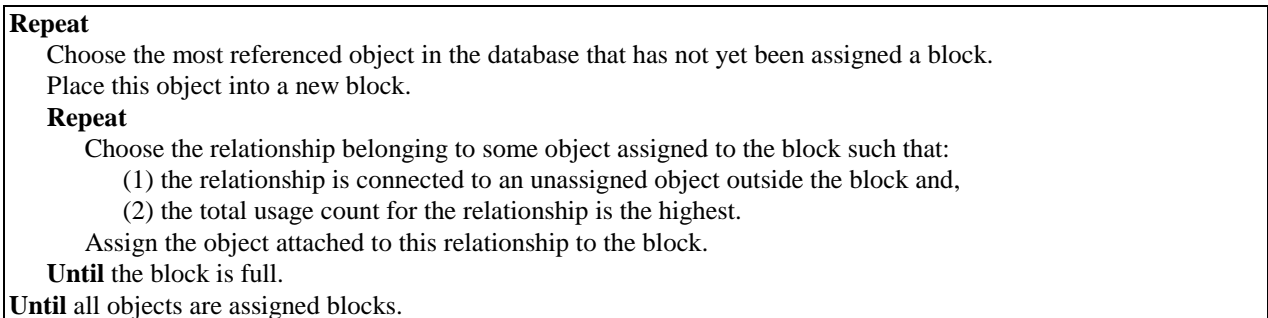 Repeat
Choose the most referenced object in the database that has not yet been assigned a block.
Place this object into a new block.
Repeat
Choose the relationship belonging to some object assigned to the block such that:
(1) the relationship is connected to an unassigned object outside the block and,
(2) the total usage count for the relationship is the highest.
Assign the object attached to this relationship to the block.
Until the block is full.
Until all objects are assigned blocks.